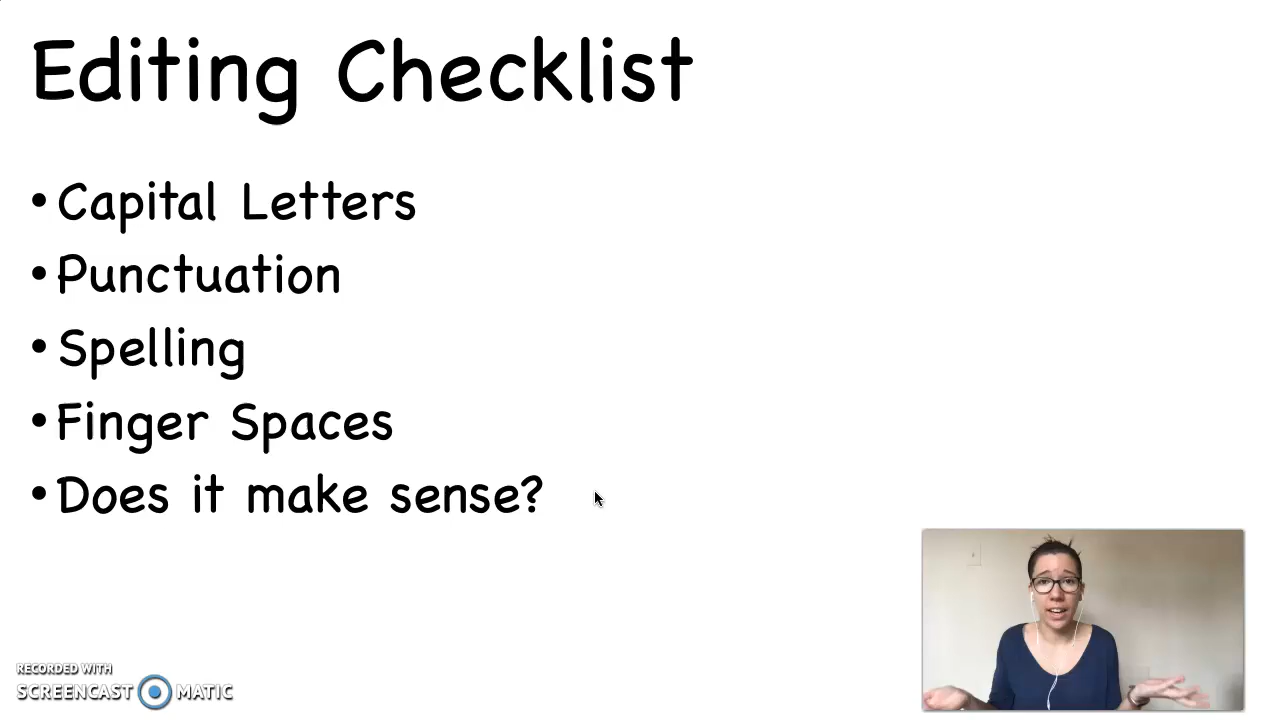 Editing Checklist
• Capital Letters
• Punctuation
• Spelling
• Finger Spaces
• Does it make sense?
RECORDED WITH
SCREENCAST MATIC